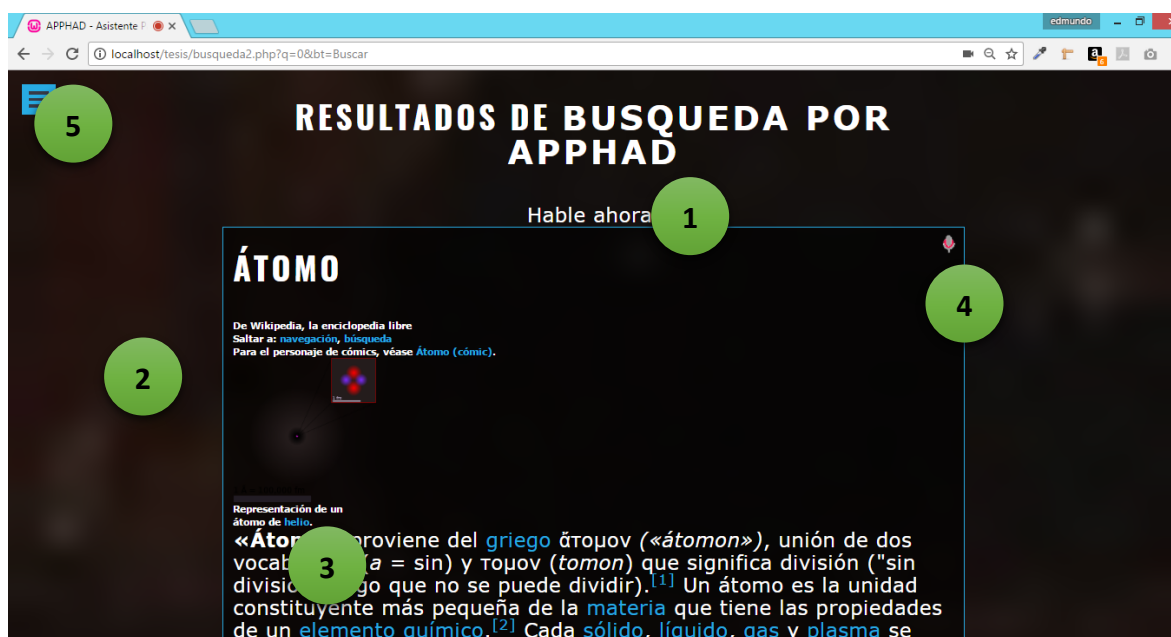 APPHAD - Asistente P
edmundo
localhost/tesis/busqueda2.php?q=0&bt=Buscar
6
5
RESULTADOS DE BUSQUEDA POR
APPHAD
Hable ahora
1
ÁTOMO
4
De Wikipedia, la enciclopedia libre
Saltar a: navegación, búsqueda
Para el personaje de cómics, véase Átomo (cómic).
2
Representación de un
átomo de helio.
«Áto proviene del griego ἄτομον («átomon»), unión de dos
vocab (a = sin) y τομον (tomon) que significa división ("sin
3
divisi go que no se puede dividir).[1] Un átomo es la unidad
constituyente más pequeña de la materia que tiene las propiedades
de un elemento químico.[2] Cada sólido, líquido, gas y plasma se